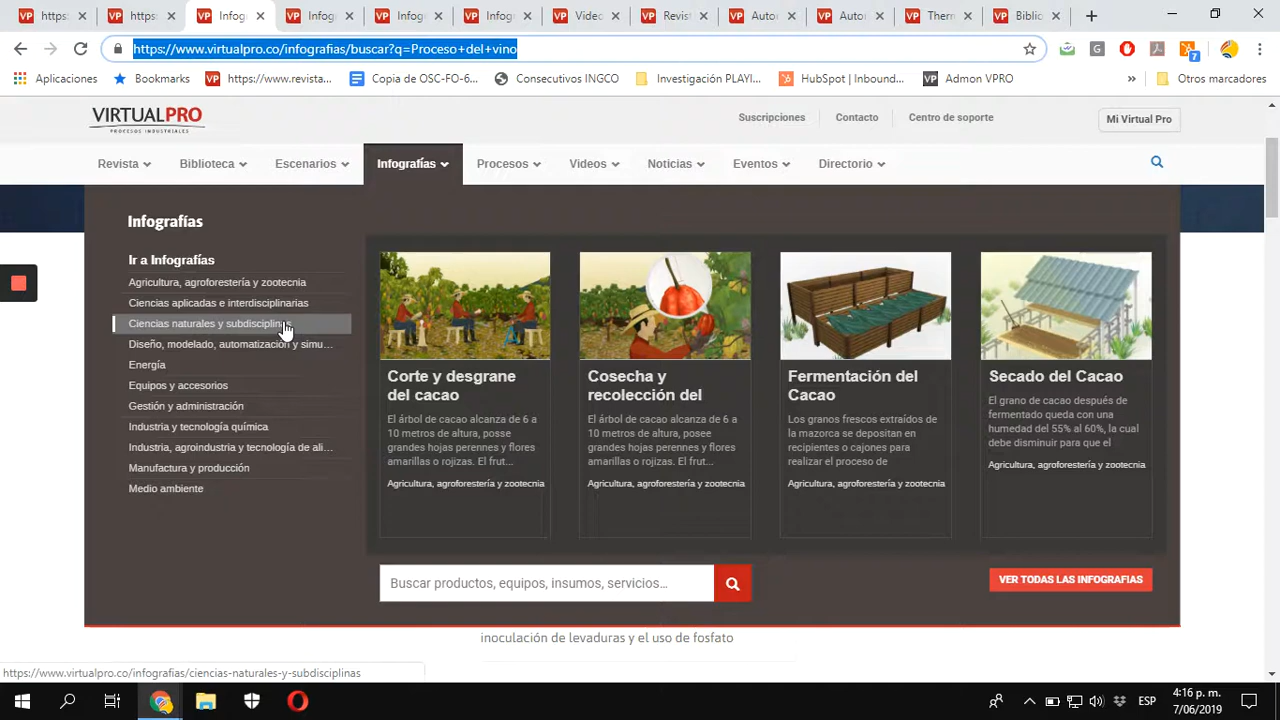 https:
https:
Infog
Infog
Infog
Infog
Video
Revist
Autor
Autor
Therm
Biblio
https://www.virtualpro.co/infografias/buscar?q=Proceso+del+vino
Aplicaciones
Bookmarks
https://www.revista...
Copia de OSC-FO-6...
Consecutivos INGCO
Investigación PLAYI...
HubSpot | Inbound...
Admon VPRO
»
Otros marcadores
VIRTUALPRO
PROCESOS INDUSTRIALES
Suscripciones
Contacto
Centro de soporte
Mi Virtual Pro
Revista
Biblioteca
Escenarios
Infografías
Procesos
Videos
Noticias
Eventos
Directorio
Infografías
Ir a Infografías
Agricultura, agroforestería y zootecnia
Ciencias aplicadas e interdisciplinarias
Ciencias naturales y subdisciplinas
Diseño, modelado, automatización y simu...
Energía
Equipos y accesorios
Gestión y administración
Industria y tecnología química
Industria, agroindustria y tecnología de ali...
Manufactura y producción
Medio ambiente
Corte y desgrane
del cacao
El árbol de cacao alcanza de 6 a
10 metros de altura, posse
grandes hojas perennes y flores
amarillas o rojizas. El frut...
Agricultura, agroforestería y zootecnia
Cosecha y
recolección del
El árbol de cacao alcanza de 6 a
10 metros de altura, posse
grandes hojas perennes y flores
amarillas o rojizas. El frut...
Agricultura, agroforestería y zootecnia
Fermentación del
Cacao
Los granos frescos extraídos de
la mazorca se depositan en
recipientes o cajones para
realizar el proceso de
Agricultura, agroforestería y zootecnia
Secado del Cacao
El grano de cacao después de
fermentado queda con una
humedad del 55% al 60%, la cual
debe disminuir para que el
Agricultura, agroforestería y zootecnia
Buscar productos, equipos, insumos, servicios...
VER TODAS LAS INFOGRAFIAS
inoculación de levaduras y el uso de fosfato
https://www.virtualpro.co/infografias/ciencias-naturales-y-subdisciplinas
ESP
4:16 p. m.
7/06/2019
7